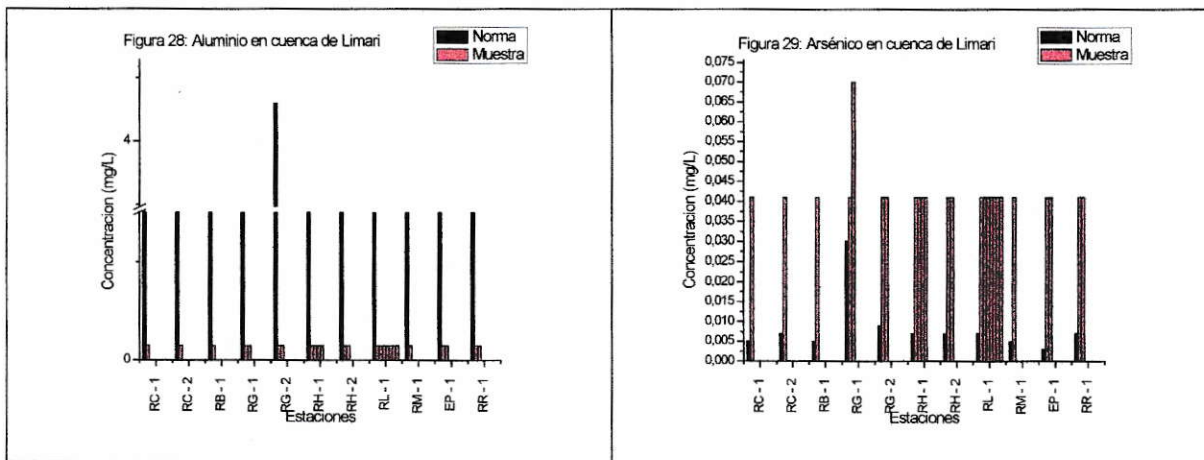 Figura 28: Aluminio en cuenca de Limari
Norma
Muestra
Concentracion (mg/L)
4
0
RC - 1
RC - 2
RB - 1
RG - 1
RG - 2
RH - 1
RH - 2
RL - 1
RM - 1
EP - 1
RR - 1
Estaciones
Figura 29: Arsénico en cuenca de Limari
Norma
Muestra
Concentracion (mg/L)
0,075
0,070
0,065
0,060
0,055
0,050
0,045
0,040
0,035
0,030
0,025
0,020
0,015
0,010
0,005
0,000
RC - 1
RC - 2
RB - 1
RG - 1
RG - 2
RH - 1
RH - 2
RL - 1
RM - 1
EP - 1
RR - 1
Estaciones